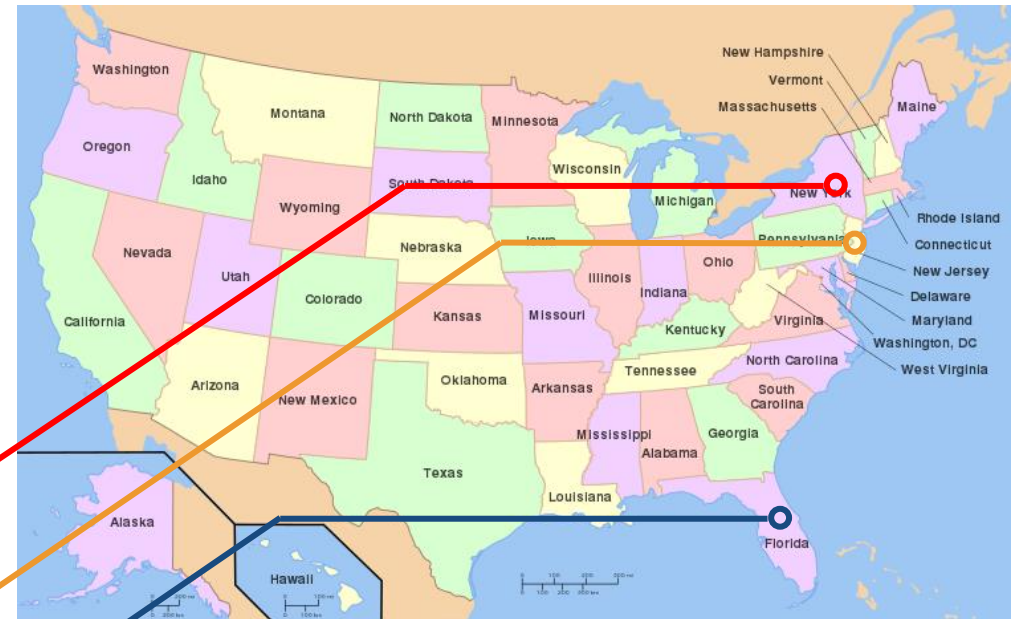 New Hampshire
Washington
Vermont
Montana
Massachusetts
Maine
North Dakota
Minnesota
Oregon
Wisconsin
Idaho
South Dakota
New York
Michigan
Wyoming
Rhode Island
Iowa
Pennsylvania
Connecticut
Nebraska
Nevada
Ohio
New Jersey
Utah
Illinois
Indiana
Delaware
Colorado
Missouri
Kansas
California
Virginia
Maryland
Kentucky
Washington, DC
North Carolina
West Virginia
Tennessee
Oklahoma
Arizona
Arkansas
New Mexico
South
Carolina
Mississippi
Georgia
Alabama
Texas
Louisiana
Alaska
Florida
Hawaii